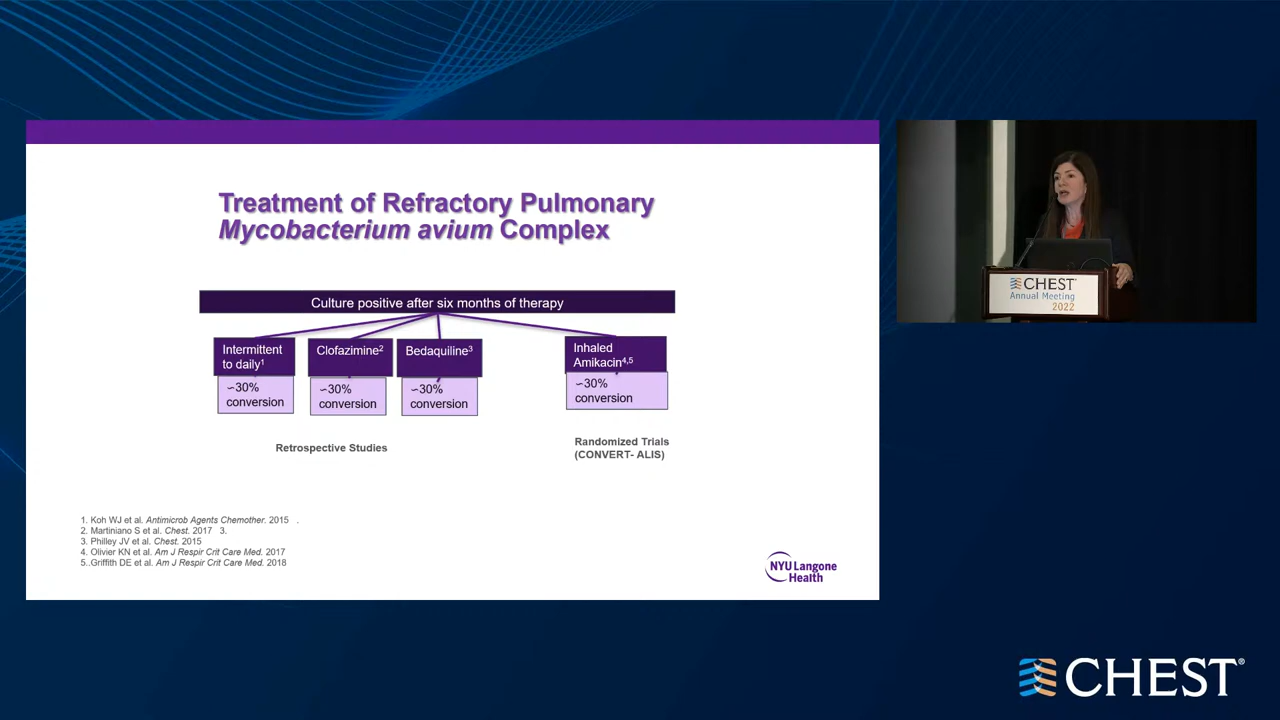 Treatment of Refractory Pulmonary
Mycobacterium avium Complex
Culture positive after six months of therapy
Intermittent
to daily1
Clofazimine2
Bedaquiline3
Inhaled
Amikacin4,5
∽30%
conversion
∽30%
conversion
∽30%
conversion
∽30%
conversion
Retrospective Studies
Randomized Trials
(CONVERT- ALIS)
1. Koh WJ et al. Antimicrob Agents Chemother. 2015 .
2. Martiniano S et al. Chest. 2017 3.
3. Philley JV et al. Chest. 2015
4. Olivier KN et al. Am J Respir Crit Care Med. 2017
5..Griffith DE et al. Am J Respir Crit Care Med. 2018
NYU Langone
Health
CHEST
Annual Meeting
2022
CHEST®